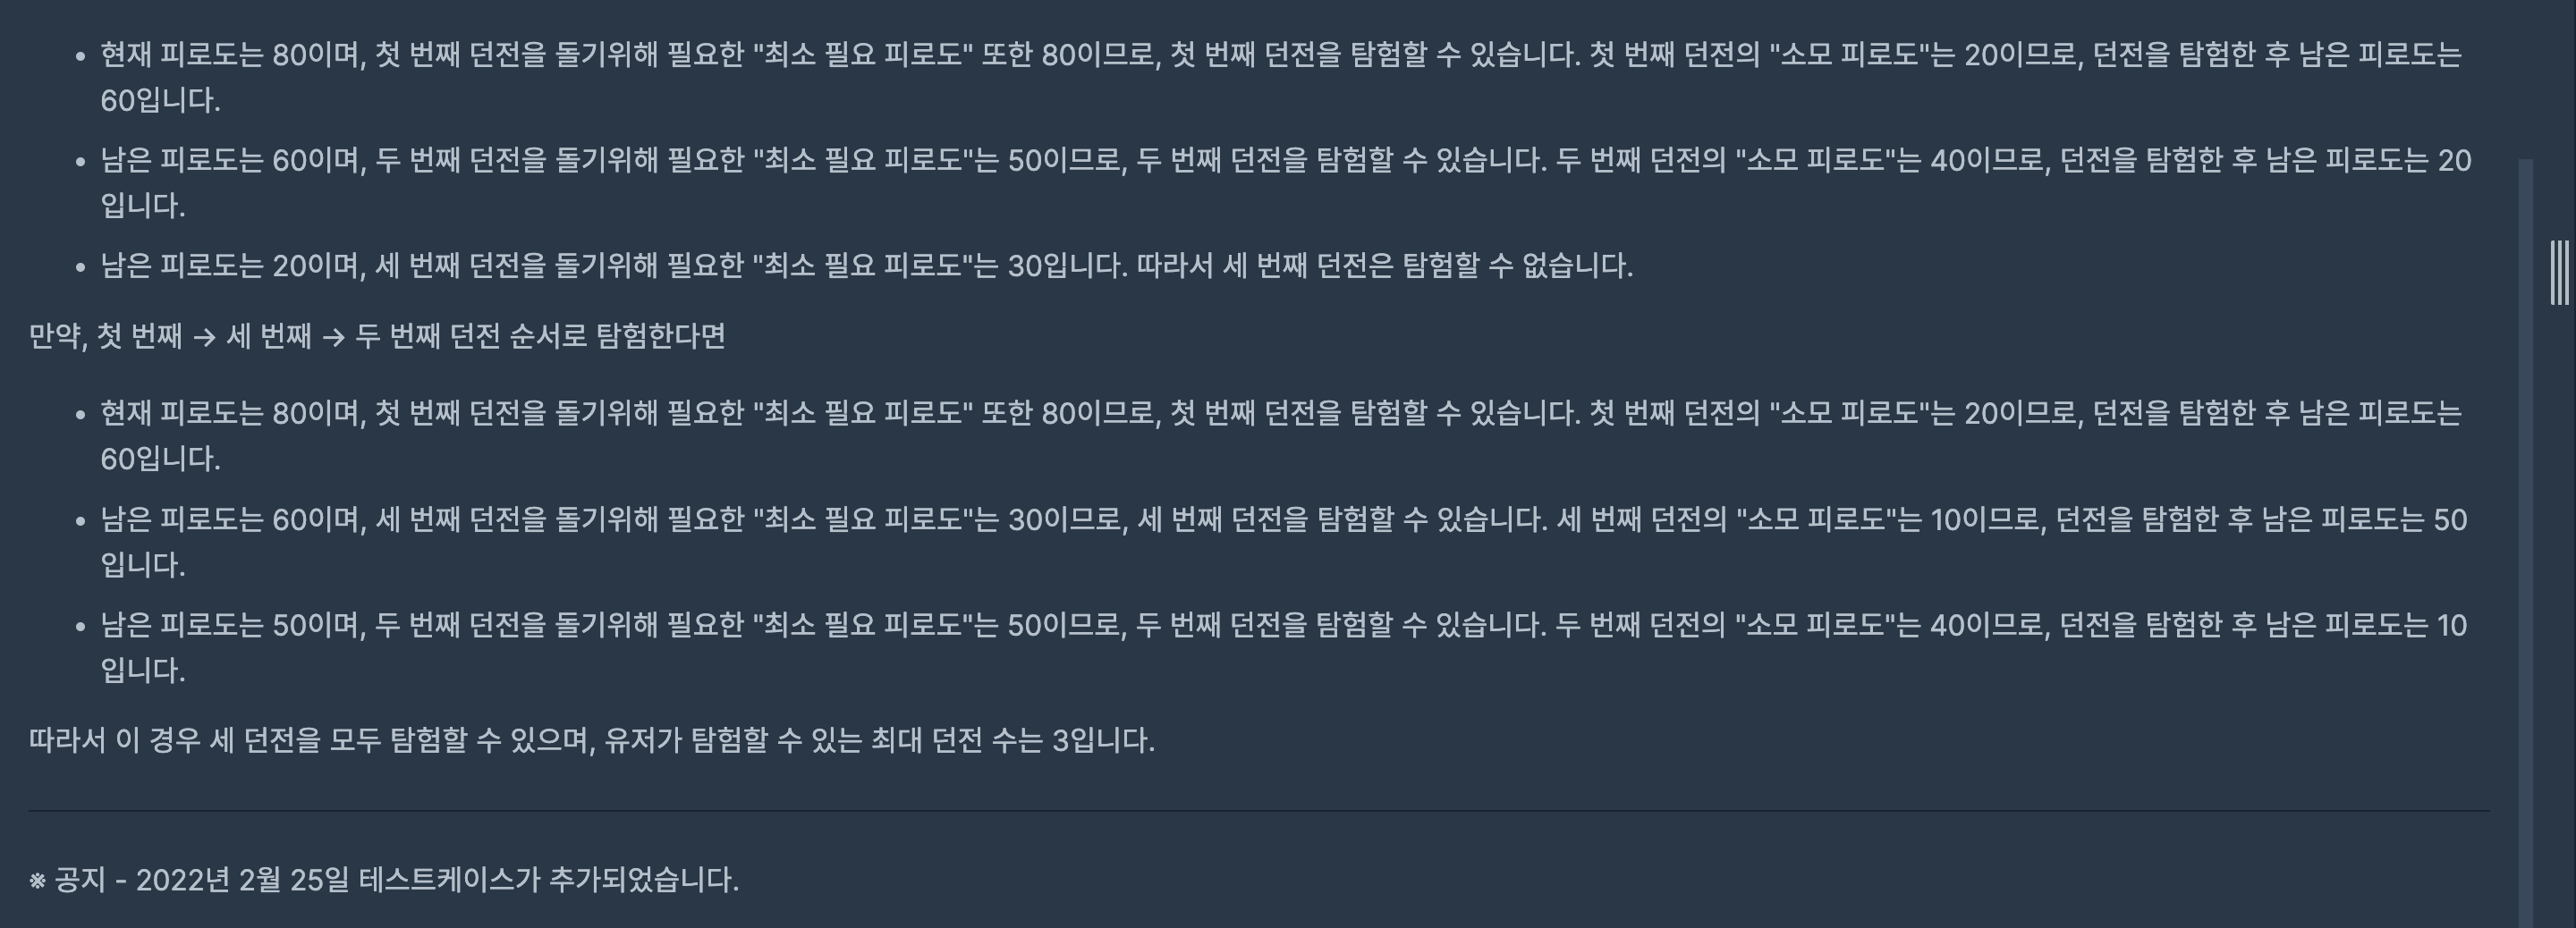 • 현재 피로도는 80이며, 첫 번째 던전을 돌기위해 필요한 "최소 필요 피로도" 또한 80이므로, 첫 번째 던전을 탐험할 수 있습니다. 첫 번째 던전의 "소모 피로도"는 20이므로, 던전을 탐험한 후 남은 피로도는
60입니다.
• 남은 피로도는 60이며, 두 번째 던전을 돌기위해 필요한 "최소 필요 피로도"는 50이므로, 두 번째 던전을 탐험할 수 있습니다. 두 번째 던전의 "소모 피로도"는 40이므로, 던전을 탐험한 후 남은 피로도는 20
입니다.
• 남은 피로도는 20이며, 세 번째 던전을 돌기위해 필요한 "최소 필요 피로도"는 30입니다. 따라서 세 번째 던전은 탐험할 수 없습니다.
만약, 첫 번째 → 세 번째 → 두 번째 던전 순서로 탐험한다면
• 현재 피로도는 80이며, 첫 번째 던전을 돌기위해 필요한 "최소 필요 피로도" 또한 80이므로, 첫 번째 던전을 탐험할 수 있습니다. 첫 번째 던전의 "소모 피로도"는 20이므로, 던전을 탐험한 후 남은 피로도는
60입니다.
• 남은 피로도는 60이며, 세 번째 던전을 돌기위해 필요한 "최소 필요 피로도"는 30이므로, 세 번째 던전을 탐험할 수 있습니다. 세 번째 던전의 "소모 피로도"는 10이므로, 던전을 탐험한 후 남은 피로도는 50
입니다.
• 남은 피로도는 50이며, 두 번째 던전을 돌기위해 필요한 "최소 필요 피로도"는 50이므로, 두 번째 던전을 탐험할 수 있습니다. 두 번째 던전의 "소모 피로도"는 40이므로, 던전을 탐험한 후 남은 피로도는 10
입니다.
따라서 이 경우 세 던전을 모두 탐험할 수 있으며, 유저가 탐험할 수 있는 최대 던전 수는 3입니다.
※ 공지 - 2022년 2월 25일 테스트케이스가 추가되었습니다.